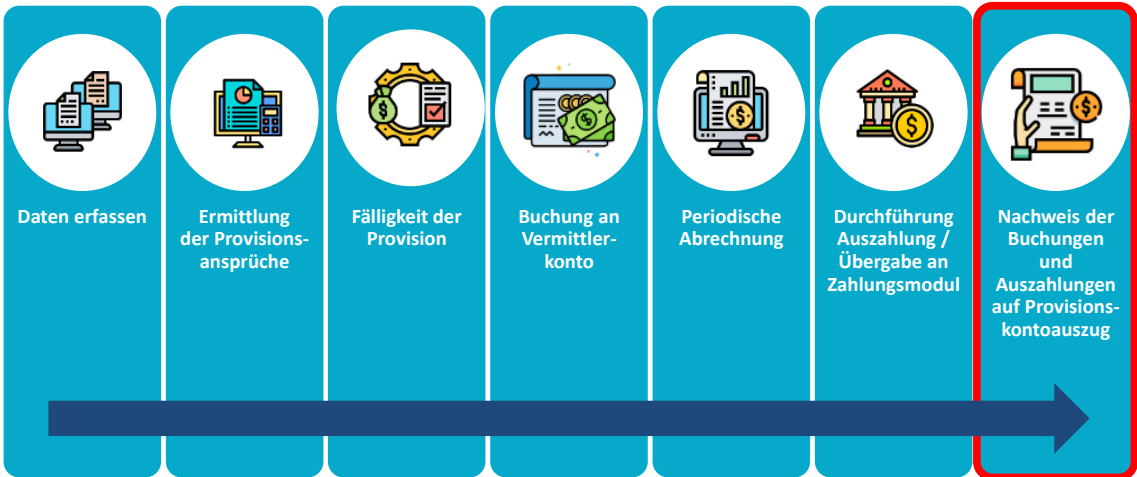 Daten erfassen
Ermittlung
der Provisions-
ansprüche
Fälligkeit der
Provision
Buchung an
Vermittler-
konto
Periodische
Abrechnung
Durchführung
Auszahlung /
Übergabe an
Zahlungsmodul
Nachweis der
Buchungen
und
Auszahlungen
auf Provisions-
kontoauszug